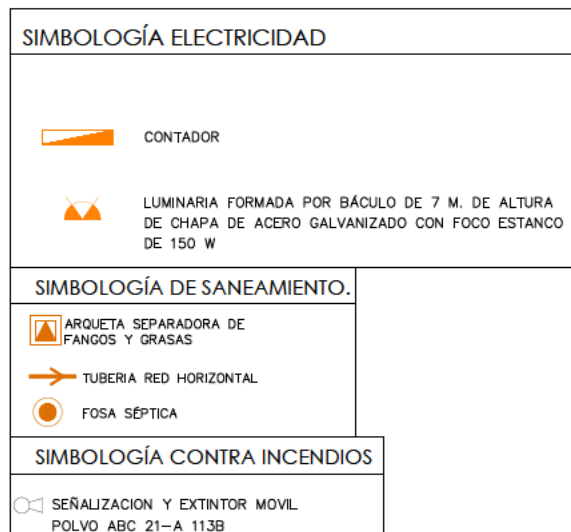 SIMBOLOGÍA ELECTRICIDAD
CONTADOR
LUMINARIA FORMADA POR BÁCULO DE 7 M. DE ALTURA
DE CHAPA DE ACERO GALVANIZADO CON FOCO ESTANCO
DE 150 W
SIMBOLOGÍA DE SANEAMIENTO.
ARQUETA SEPARADORA DE
FANGOS Y GRASAS
TUBERIA RED HORIZONTAL
FOSA SÉPTICA
SIMBOLOGÍA CONTRA INCENDIOS
SEÑALIZACION Y EXTINTOR MOVIL
POLVO ABC 21-A 113B